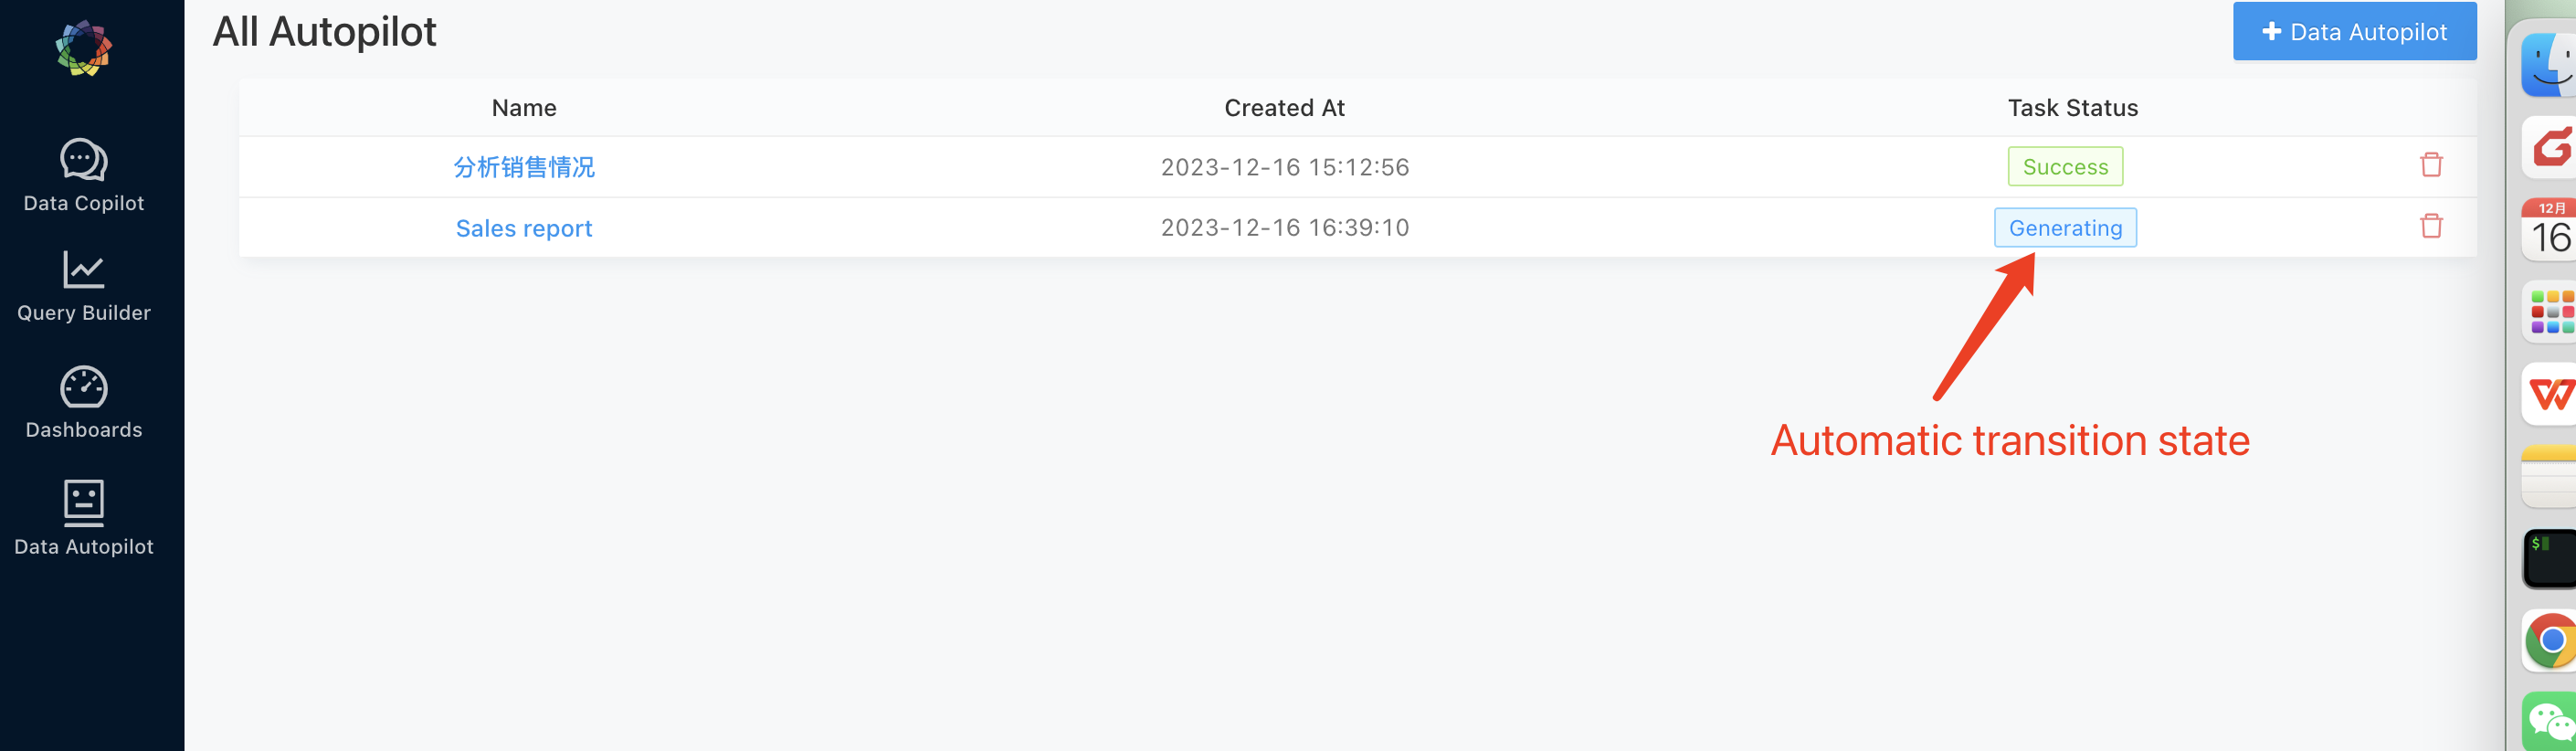 All Autopilot
+ Data Autopilot
Name
Created At
Task Status
分析销售情况
2023-12-16 15:12:56
Success
Sales report
2023-12-16 16:39:10
Generating
Automatic transition state
Data Copilot
Query Builder
Dashboards
Data Autopilot
12月
16
$